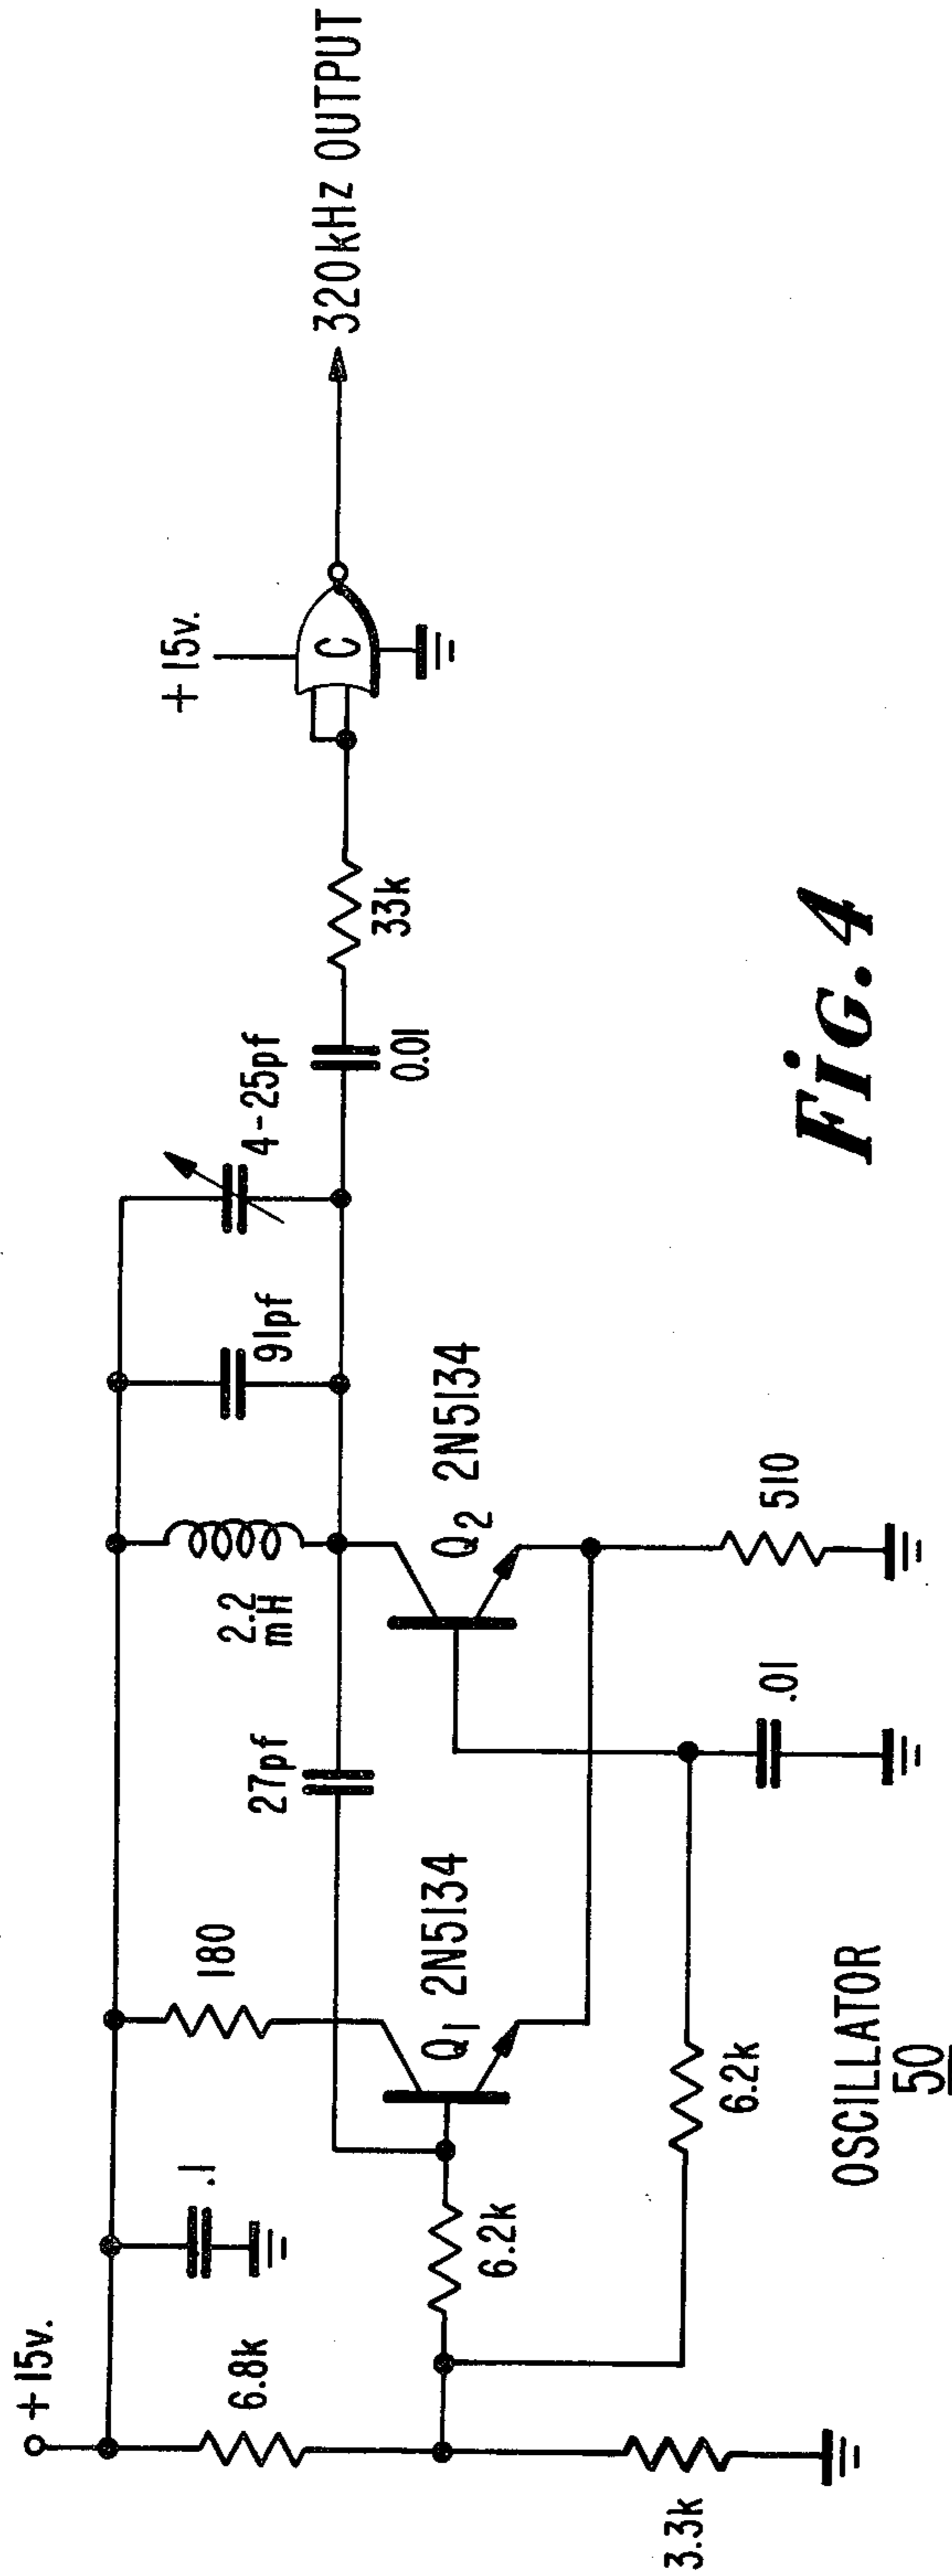 +15v.
.1
6.8k
3.3k
6.2k
180
Q1 2N5134
27pf
2.2
mH
91pf
4-25pf
Q2 2N5134
6.2k
.01
510
0.01
33k
+15v.
C
320kHz OUTPUT
OSCILLATOR
50
FIG. 4